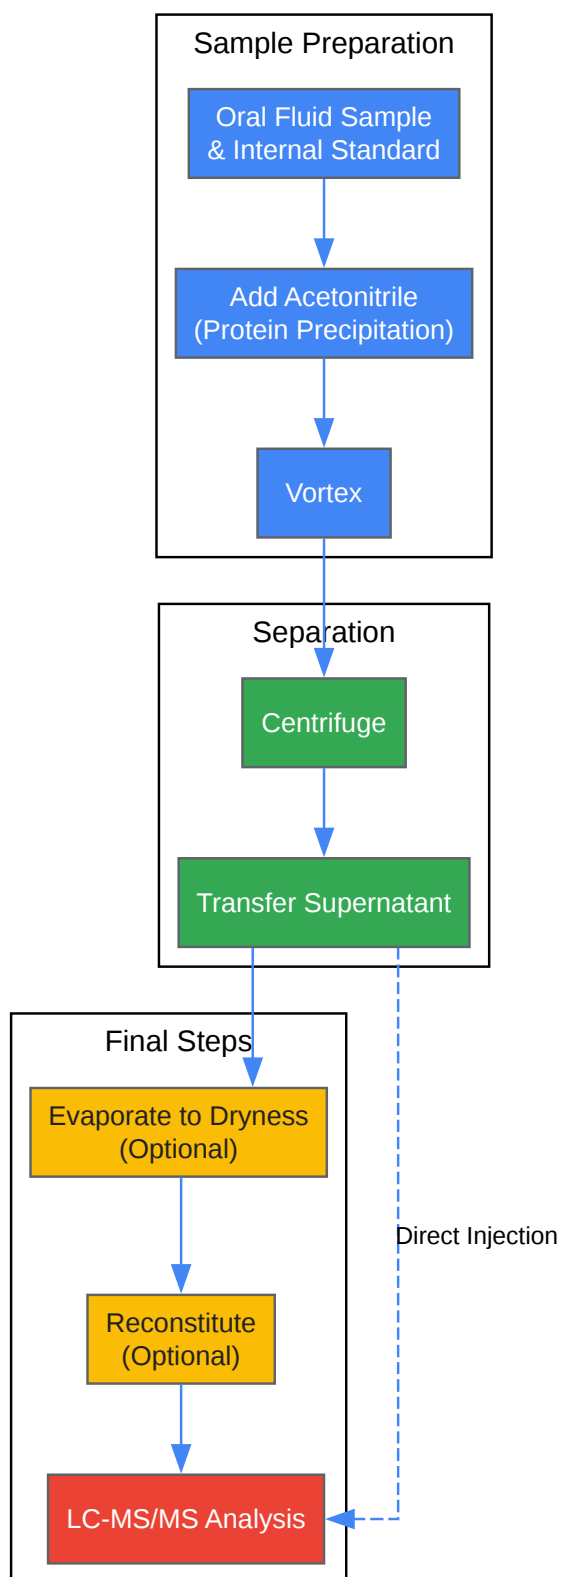 Sample Preparation
Oral Fluid Sample
& Internal Standard
Add Acetonitrile
(Protein Precipitation)
Vortex
Separation
Centrifuge
Transfer Supernatant
Final Steps
Evaporate to Dryness
(Optional)
Direct Injection
Reconstitute
(Optional)
LC-MS/MS Analysis